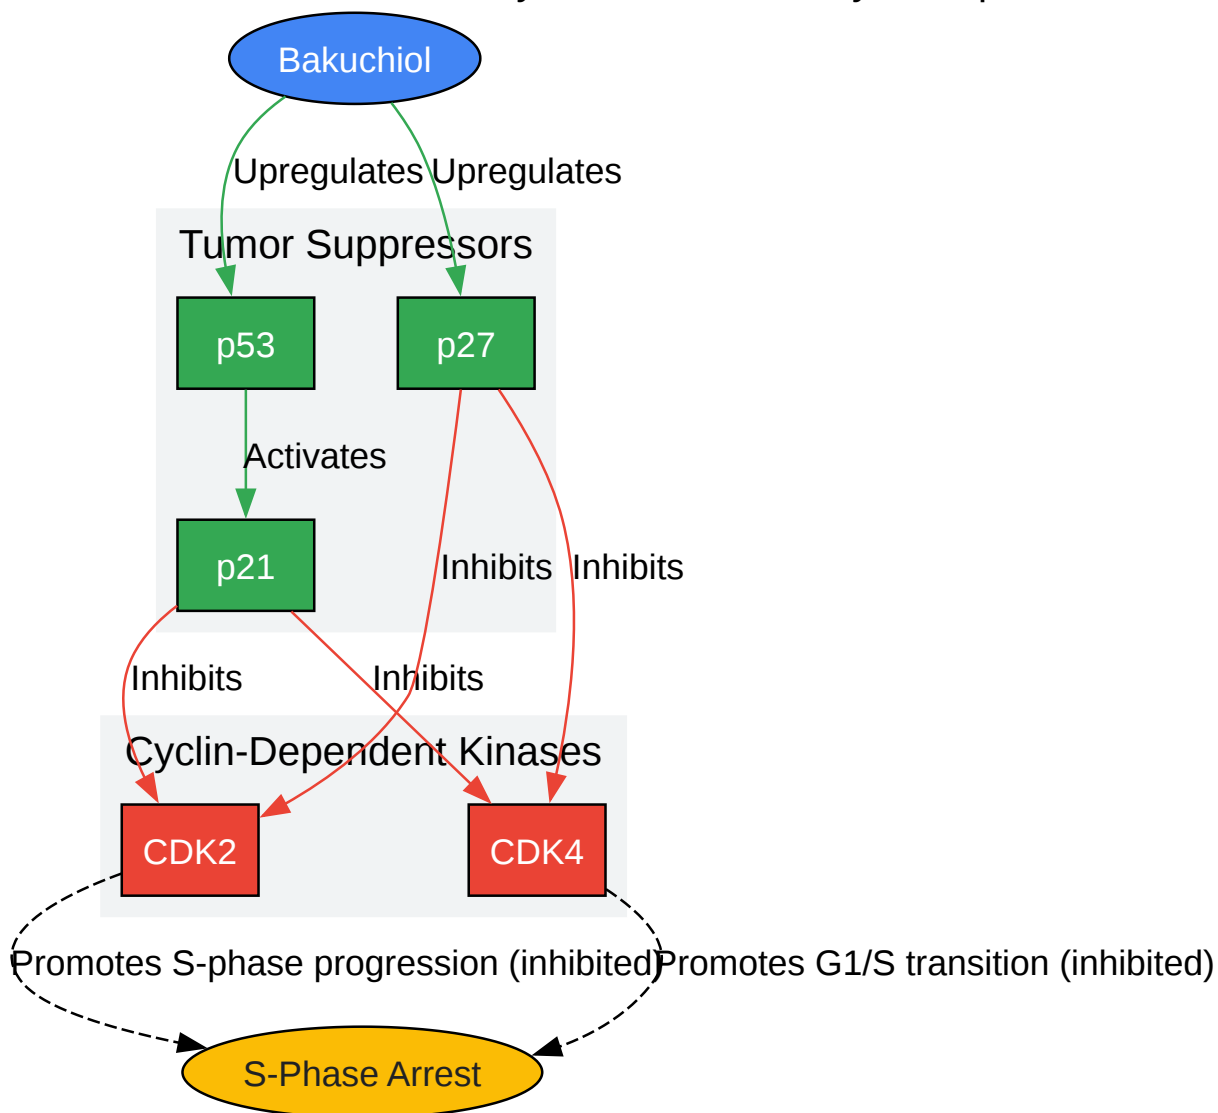 Bakuchiol
Upregulates Upregulates
Tumor Suppressors
p53 p27
Activates
p21 Inhibits Inhibits
Inhibits Inhibits
Cyclin-Dependent Kinases
CDK2 CDK4
Promotes S-phase progression (inhibited) Promotes G1/S transition (inhibited)
S-Phase Arrest